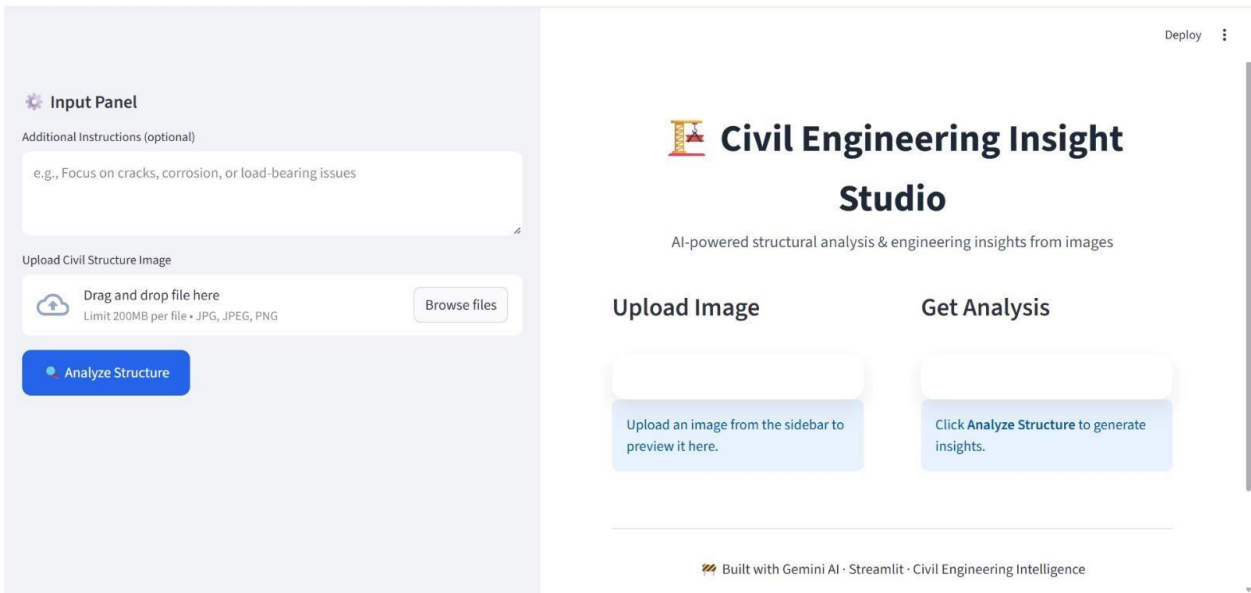 Deploy
⚙️ Input Panel
Additional Instructions (optional)
e.g., Focus on cracks, corrosion, or load-bearing issues
Upload Civil Structure Image
Drag and drop file here
Limit 200MB per file • JPG, JPEG, PNG
Browse files
🔍 Analyze Structure
🏗️ Civil Engineering Insight
Studio
AI-powered structural analysis & engineering insights from images
Upload Image
Upload an image from the sidebar to
preview it here.
Get Analysis
Click Analyze Structure to generate
insights.
🚧 Built with Gemini AI · Streamlit · Civil Engineering Intelligence